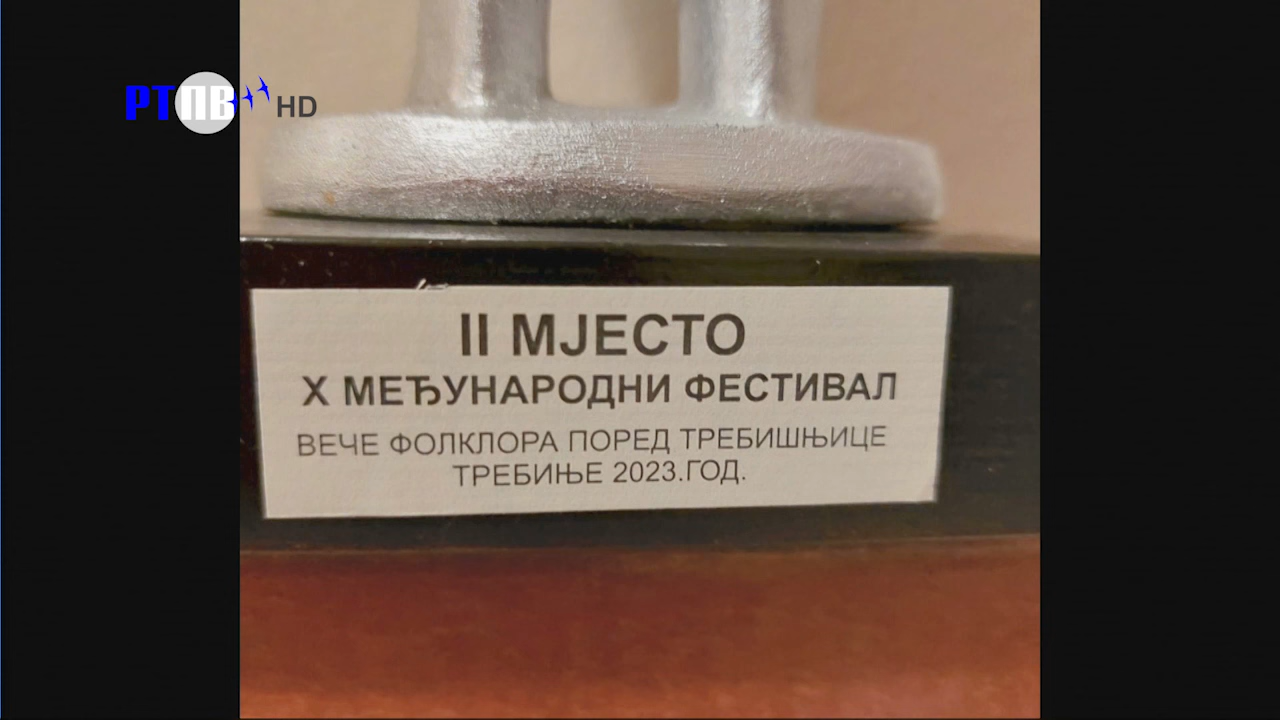 РТПВ HD
II МЈЕСТО
X МЕЂУНАРОДНИ ФЕСТИВАЛ
ВЕЧЕ ФОЛКЛОРА ПОРЕД ТРЕБИШЊИЦЕ
ТРЕБИЊЕ 2023.ГОД.